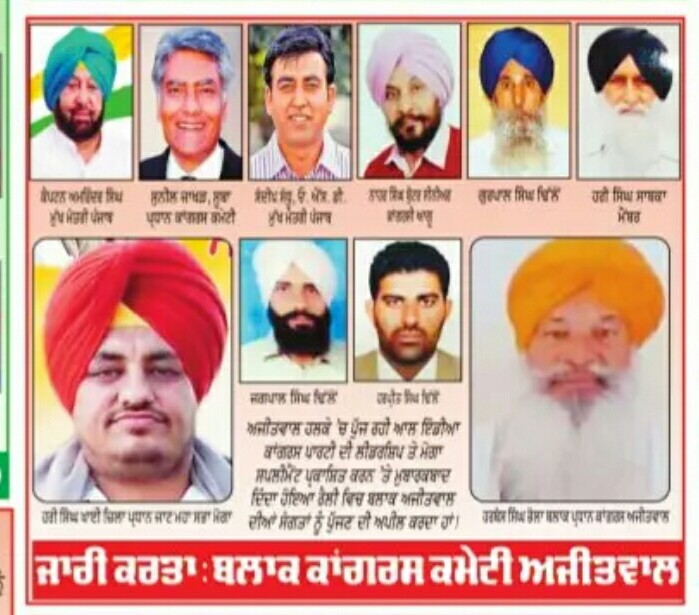 ਕੈਪਟਨ ਅਮਰਿੰਦਰ ਸਿੰਘ
ਮੁੱਖ ਮੰਤਰੀ ਪੰਜਾਬ
ਸੁਨੀਲ ਜਾਖੜ, ਸੂਬਾ
ਪ੍ਰਧਾਨ ਕਾਂਗਰਸ ਕਮੇਟੀ
ਸੰਦੀਪ ਸੰਧੂ, ਓ. ਐੱਸ. ਡੀ.
ਮੁੱਖ ਮੰਤਰੀ ਪੰਜਾਬ
ਸਿੰਘ ਸੀਨੀਅਰ
ਕਾਂਗਰਸੀ ਆਗੂ
ਗੁਰਪਾਲ ਸਿੰਘ ਢਿੱਲੋਂ
ਹਰੀ ਸਿੰਘ ਸਾਬਕਾ
ਮੈਂਬਰ
ਜਗਪਾਲ ਸਿੰਘ ਢਿੱਲੋਂ
ਹਰਪ੍ਰੀਤ ਸਿੰਘ ਢਿੱਲੋਂ
ਅਜੀਤਵਾਲ ਹਲਕੇ 'ਚ ਪੁੱਜ ਰਹੀ ਆਲ ਇੰਡੀਆ
ਕਾਂਗਰਸ ਪਾਰਟੀ ਦੀ ਲੀਡਰਸ਼ਿਪ ਤੇ ਮੋਗਾ
ਸਪਲੀਮੈਂਟ ਪ੍ਰਕਾਸ਼ਿਤ ਕਰਨ 'ਤੇ ਮੁਬਾਰਕਬਾਦ
ਦਿੰਦਾ ਹੋਇਆ ਰੈਲੀ ਵਿਚ ਬਲਾਕ ਅਜੀਤਵਾਲ
ਦੀਆਂ ਸੰਗਤਾਂ ਨੂੰ ਪੁੱਜਣ ਦੀ ਅਪੀਲ ਕਰਦਾ ਹਾਂ।
ਹਰੀ ਸਿੰਘ ਖਾਈ ਜ਼ਿਲਾ ਪ੍ਰਧਾਨ ਜਾਟ ਮਹਾ ਸਭਾ ਮੋਗਾ
ਹਰਬੰਸ ਸਿੰਘ ਭੋਲਾ ਬਲਾਕ ਪ੍ਰਧਾਨ ਕਾਂਗਰਸ ਅਜੀਤਵਾਲ
ਜਾਰੀ ਕਰਤਾ : ਬਲਾਕ ਕਾਂਗਰਸ ਕਮੇਟੀ ਅਜੀਤਵਾਲ